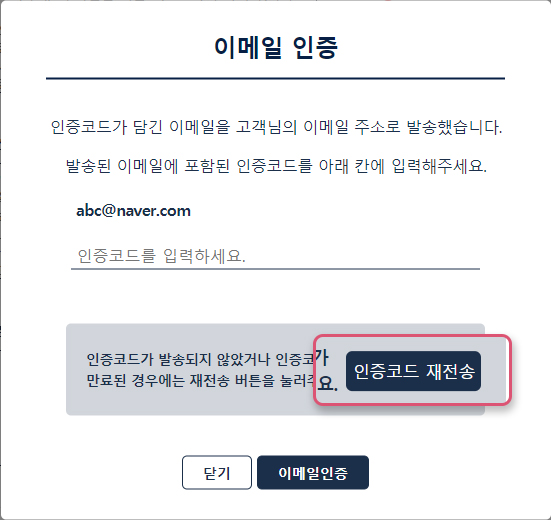 이메일 인증
인증코드가 담긴 이메일을 고객님의 이메일 주소로 발송했습니다.
발송된 이메일에 포함된 인증코드를 아래 칸에 입력해주세요.
abc@naver.com
인증코드를 입력하세요.
인증코드가 발송되지 않았거나 인증코가
만료된 경우에는 재전송 버튼을 눌러주요.
인증코드 재전송
닫기
이메일인증